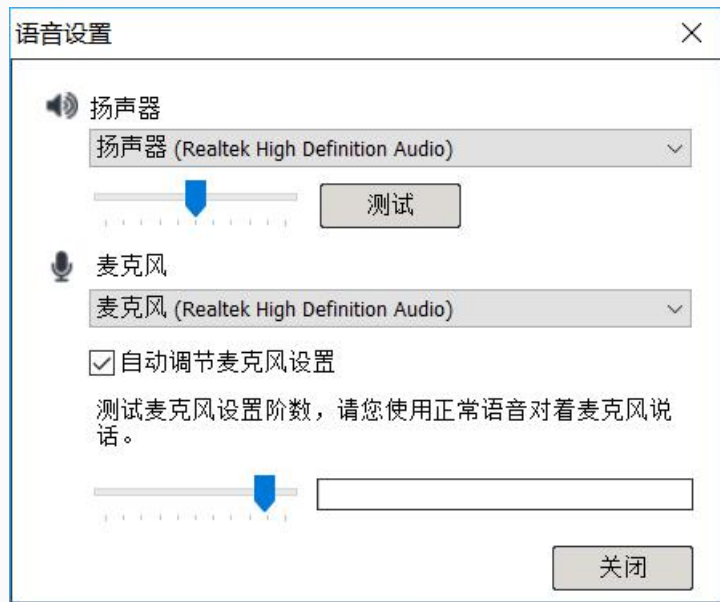 语音设置
扬声器
扬声器 (Realtek High Definition Audio)
测试
麦克风
麦克风 (Realtek High Definition Audio)
自动调节麦克风设置
测试麦克风设置阶数，请您使用正常语音对着麦克风说
话。
关闭